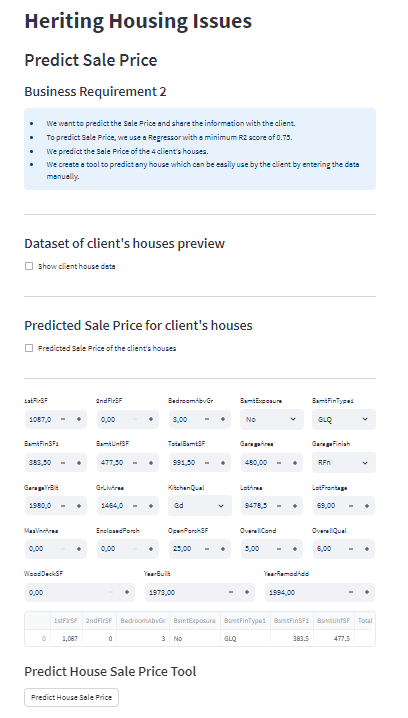 Heriting Housing Issues
Predict Sale Price
Business Requirement 2
We want to predict the Sale Price and share the information with the client.
To predict Sale Price, we use a Regressor with a minimum R2 score of 0.75.
We predict the Sale Price of the 4 client's houses.
We create a tool to predict any house which can be easily use by the client by entering the data
manually.
Dataset of client's houses preview
Show client house data
Predicted Sale Price for client's houses
Predicted Sale Price of the client's houses
1stFlrSF 2ndFlrSF BedroomAbvGr BsmtExposure BsmtFinType1
1087,0 − + 0,00 − + 3,00 − + No GLQ
BsmtFinSF1 BsmtUnfSF TotalBsmtSF GarageArea GarageFinish
383,50 − + 477,50 − + 991,50 − + 480,00 − + RFn
GarageYrBlt GrLivArea KitchenQual LotArea LotFrontage
1980,0 − + 1464,0 − + Gd 9478,5 − + 69,00 − +
MasVnrArea EnclosedPorch OpenPorchSF OverallCond OverallQual
0,00 − + 0,00 − + 25,00 − + 5,00 − + 6,00 − +
WoodDeckSF YearBuilt YearRemodAdd
0,00 − + 1973,00 − + 1994,00 − +
1stFlrSF 2ndFlrSF BedroomAbvGr BsmtExposure BsmtFinType1 BsmtFinSF1 BsmtUnfSF Total
0 1,087 0 3 No GLQ 383.5 477.5
Predict House Sale Price Tool
Predict House Sale Price